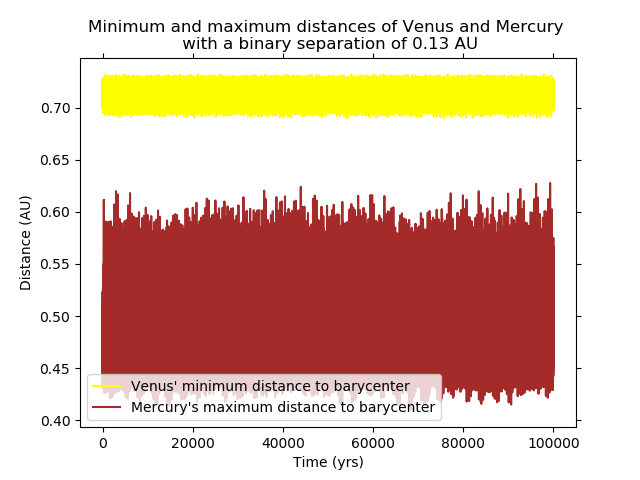 Minimum and maximum distances of Venus and Mercury
with a binary separation of 0.13 AU
0.70
0.65
0.60
0.55
0.50
0.45
0.40
Distance (AU)
Venus' minimum distance to barycenter
Mercury's maximum distance to barycenter
0 20000 40000 60000 80000 100000
Time (yrs)